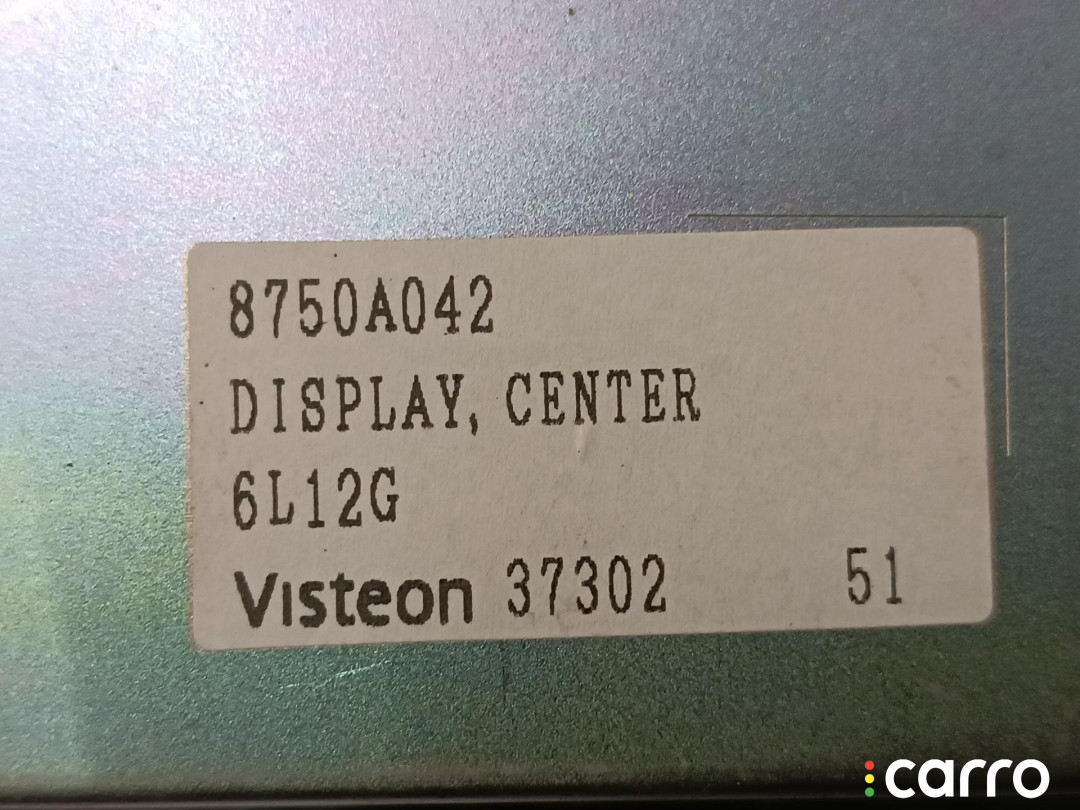 8750A042
DISPLAY, CENTER
6L12G
Visteon 37302 51
carro